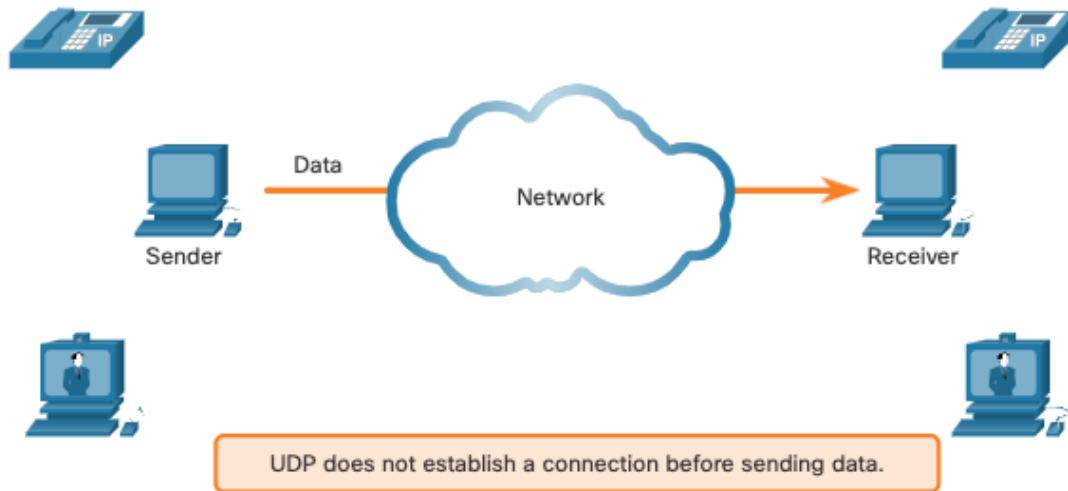 IP
IP
Data
Network
Sender
Receiver
UDP does not establish a connection before sending data.